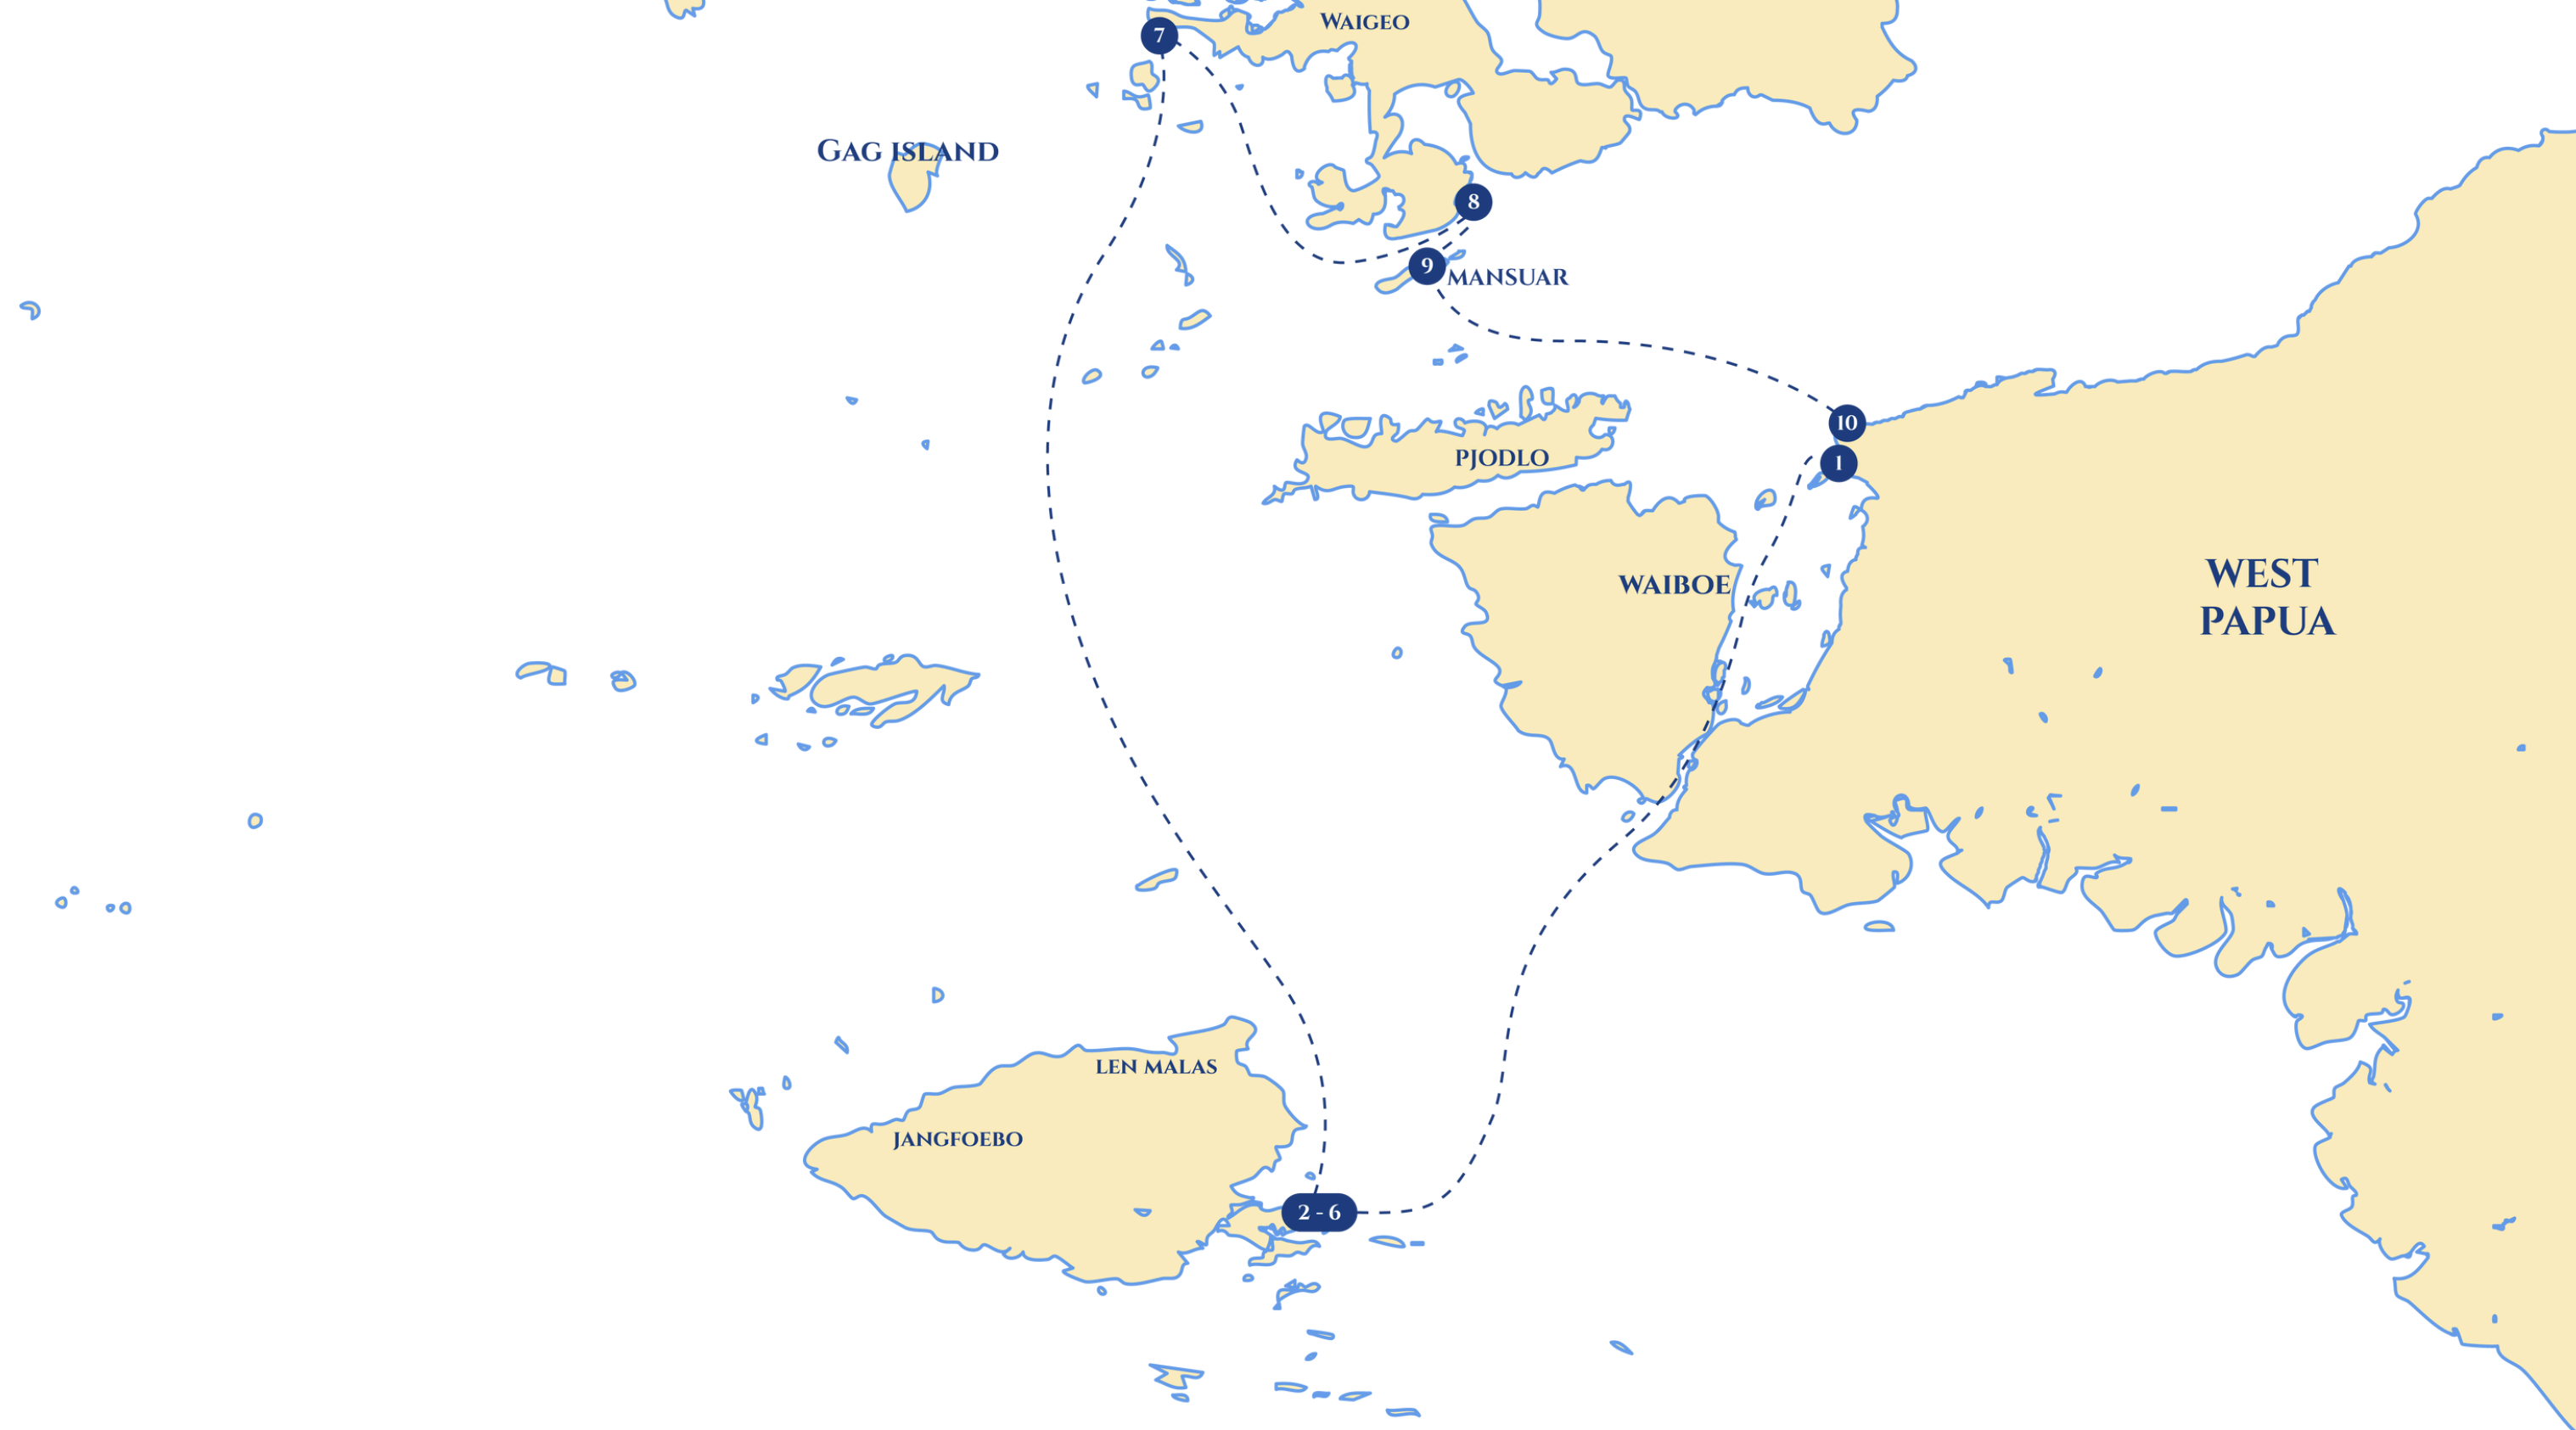 WAIGEO
7
GAG ISLAND
8
9
MANSUAR
10
PJODLO
1
WAIBOE
WEST
PAPUA
LEN MALAS
JANGFOEBO
2 - 6